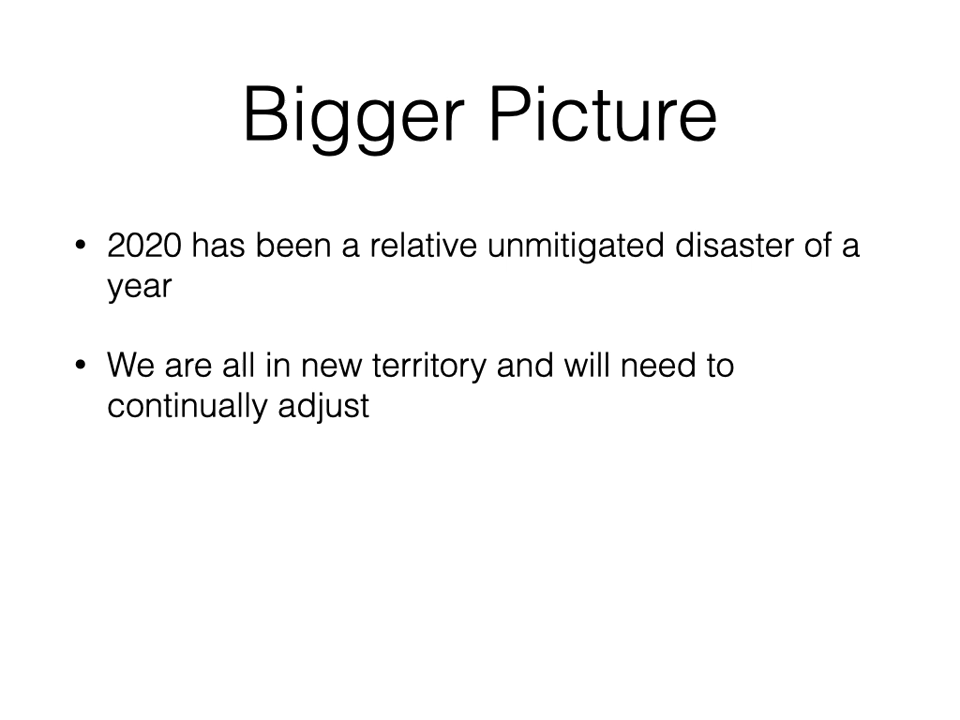 Bigger Picture
• 2020 has been a relative unmitigated disaster of a
year
• We are all in new territory and will need to
continually adjust